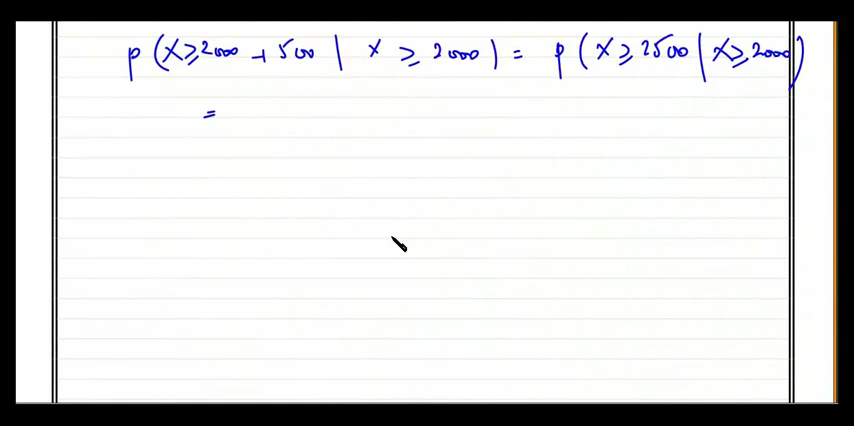 p (X ≥ 2000 + 500 | X ≥ 2000) = p (X ≥ 2500 | X ≥ 2000)
=